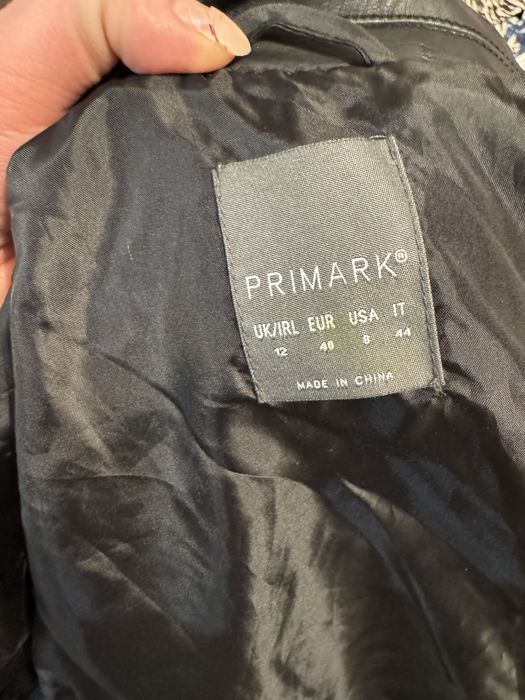 PRIMARK®
UK/IRL EUR USA IT
12 40 8 44
MADE IN CHINA